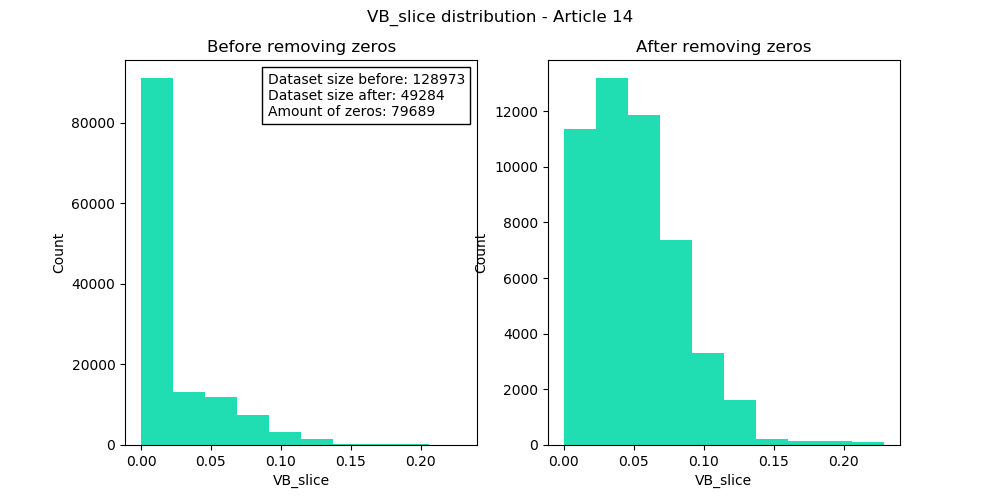 VB_slice distribution - Article 14
Before removing zeros
Dataset size before: 128973
Dataset size after: 49284
Amount of zeros: 79689
80000
60000
40000
20000
0
Count
0.00 0.05 0.10 0.15 0.20
VB_slice
After removing zeros
12000
10000
8000
6000
4000
2000
0
Count
0.00 0.05 0.10 0.15 0.20
VB_slice